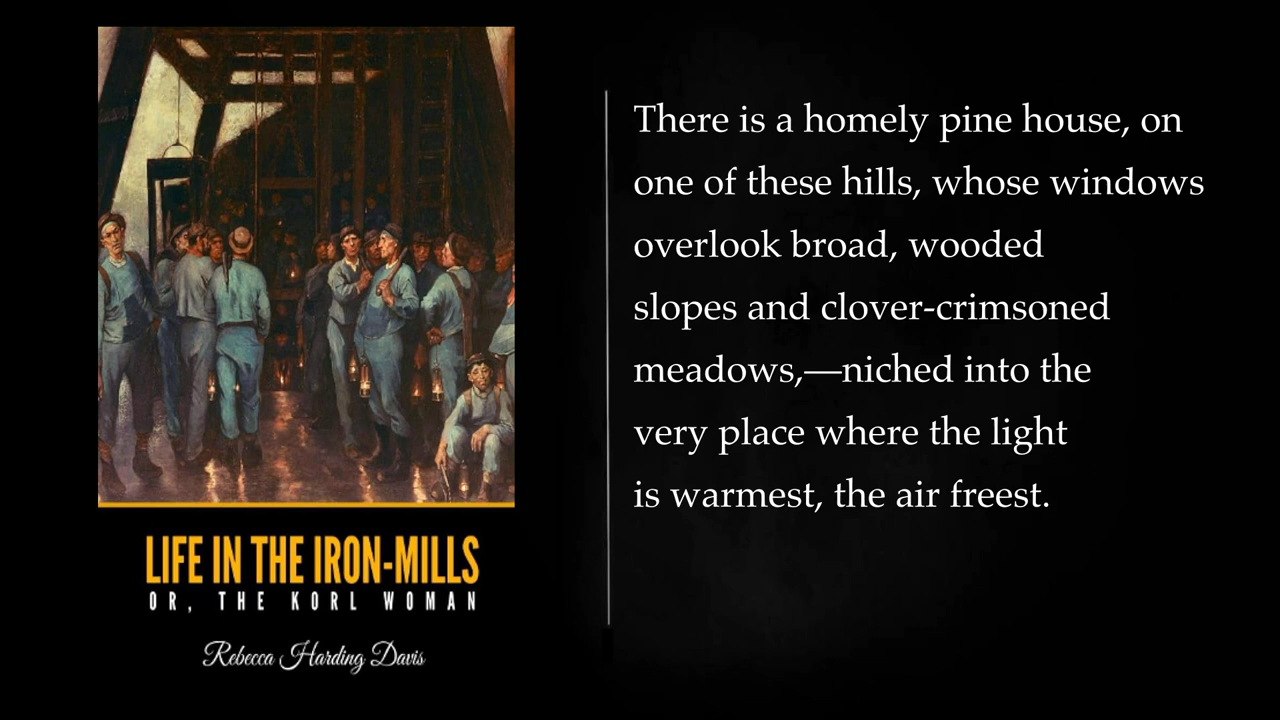 LIFE IN THE IRON-MILLS
OR, THE KORL WOMAN
Rebecca Harding Davis
There is a homely pine house, on
one of these hills, whose windows
overlook broad, wooded
slopes and clover-crimsoned
meadows,—niched into the
very place where the light
is warmest, the air freest.